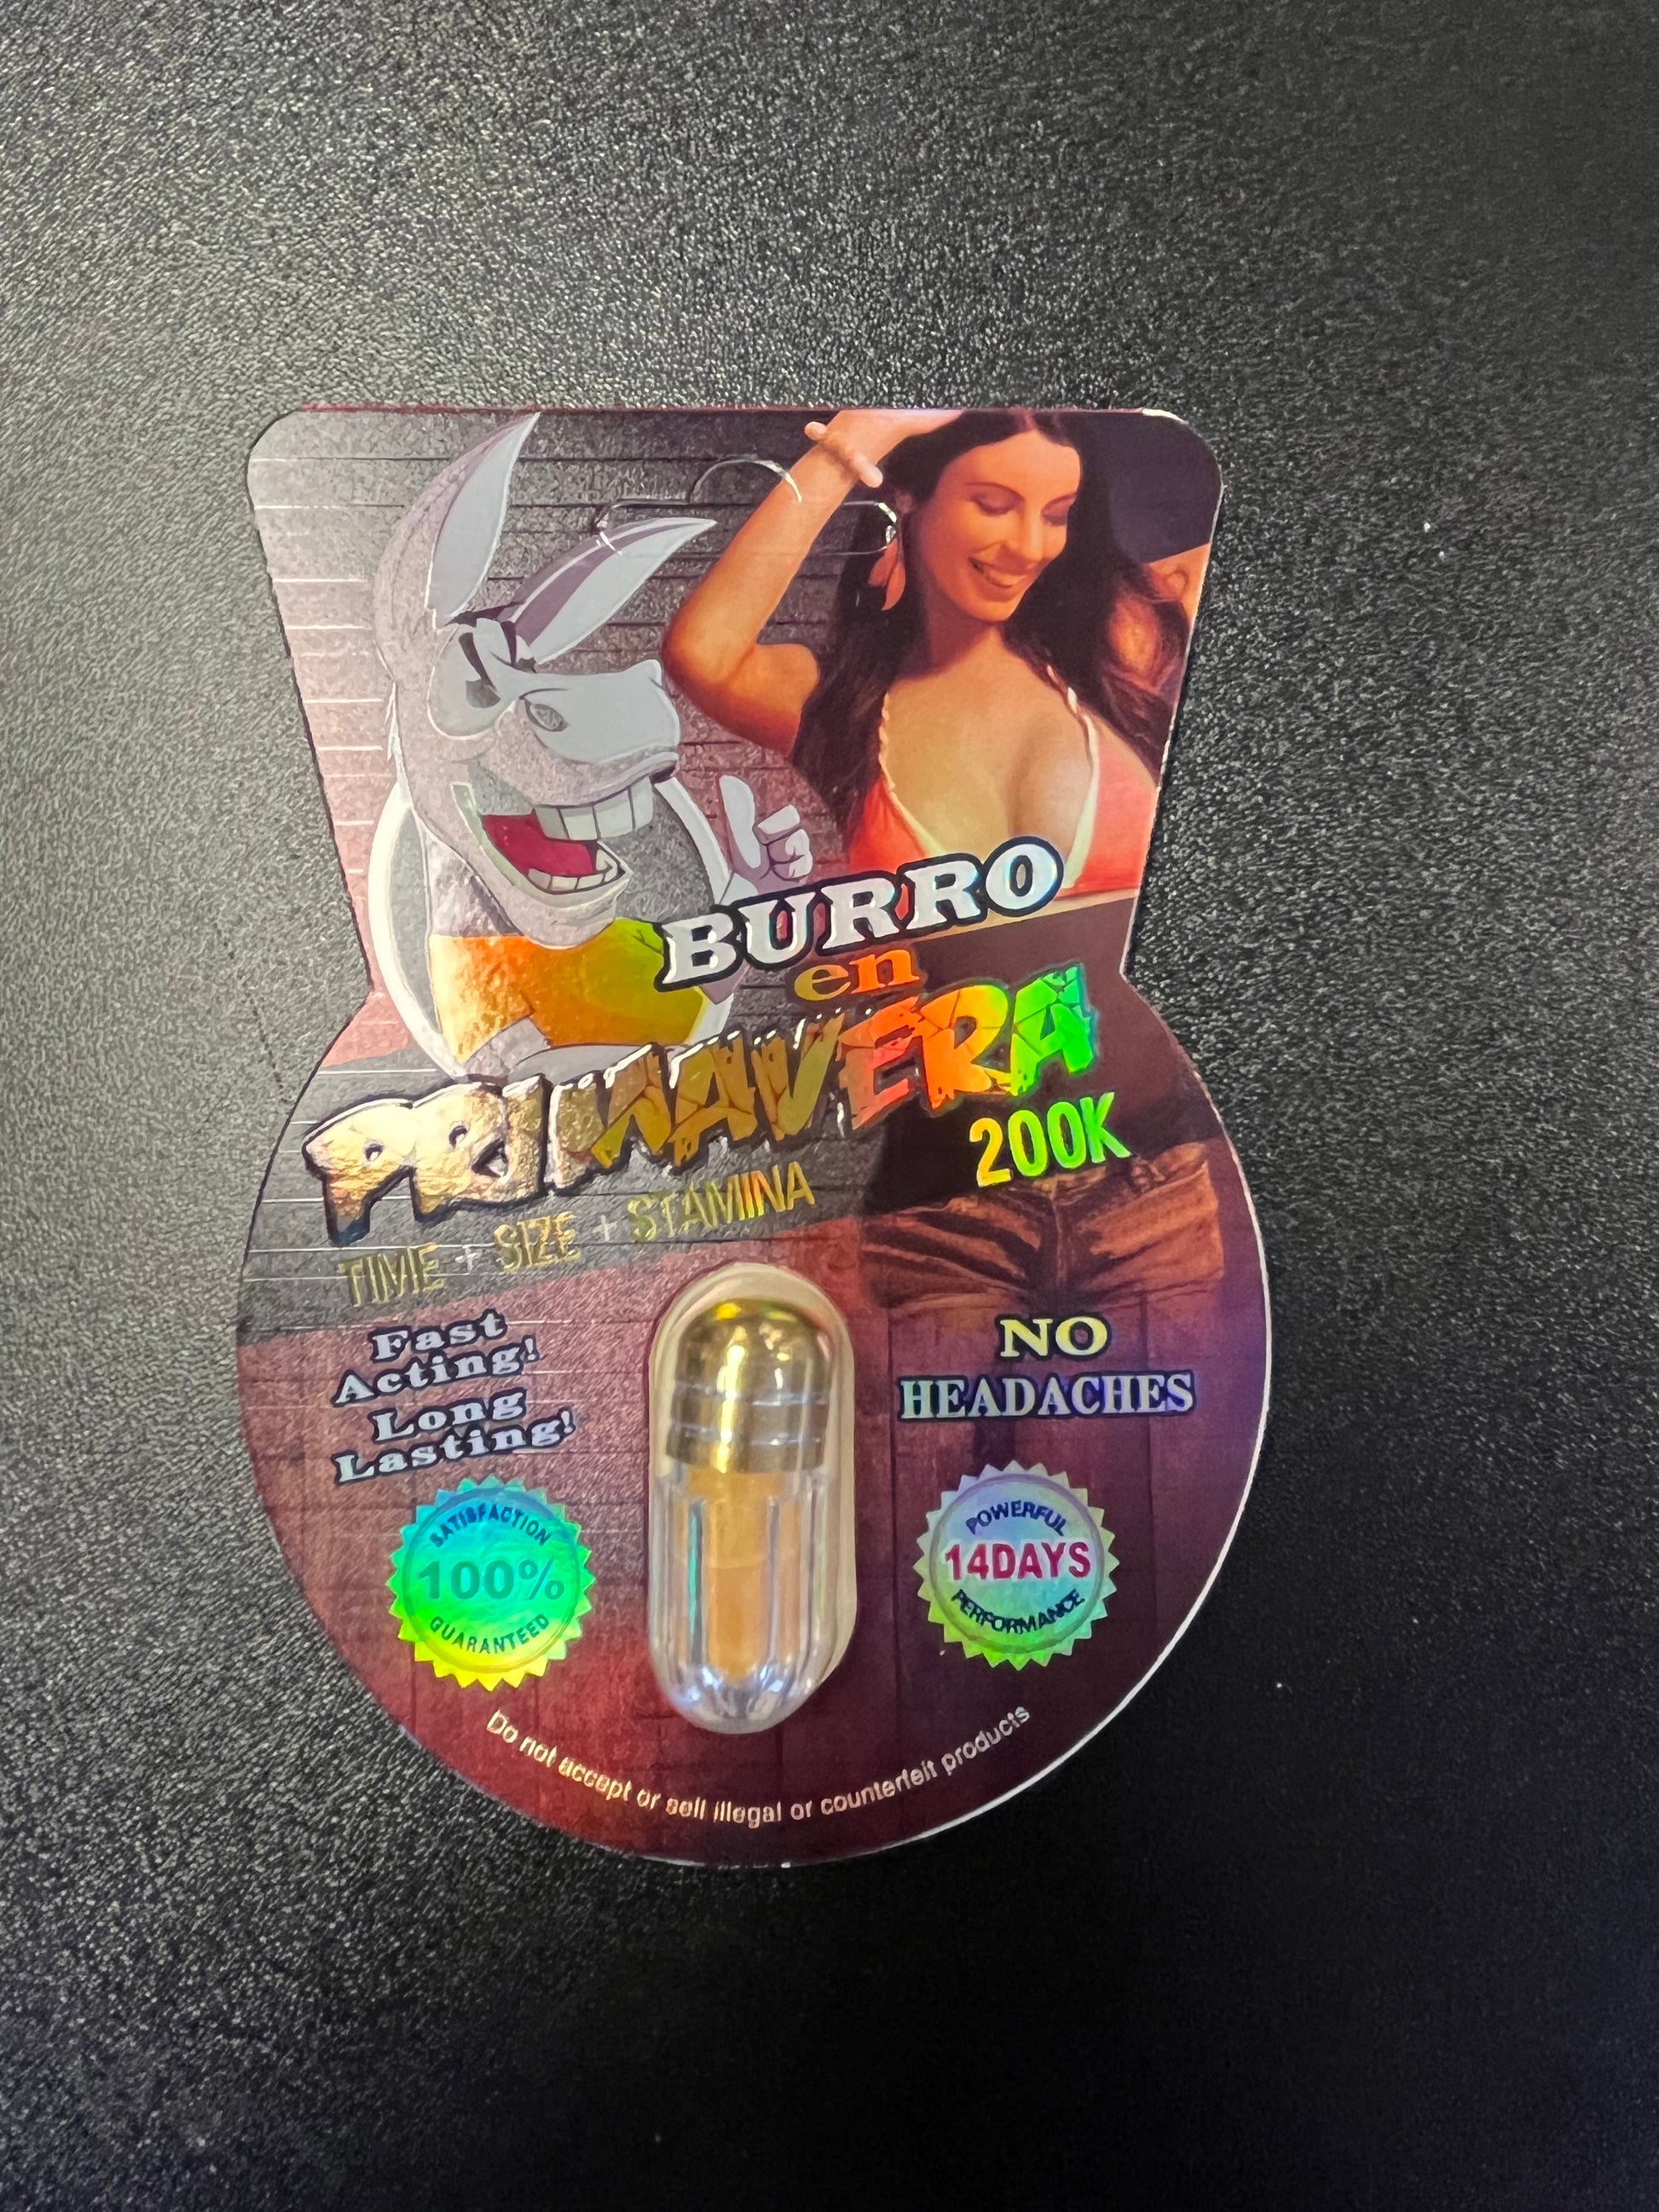 BURRO
en
PRIMAVERA
200K
TIME + SIZE + STAMINA
Fast
Acting!
Long
Lasting!
NO
HEADACHES
SATISFACTION
100%
GUARANTEED
POWERFUL
14DAYS
PERFORMANCE
Do not accept or sell illegal or counterfeit products